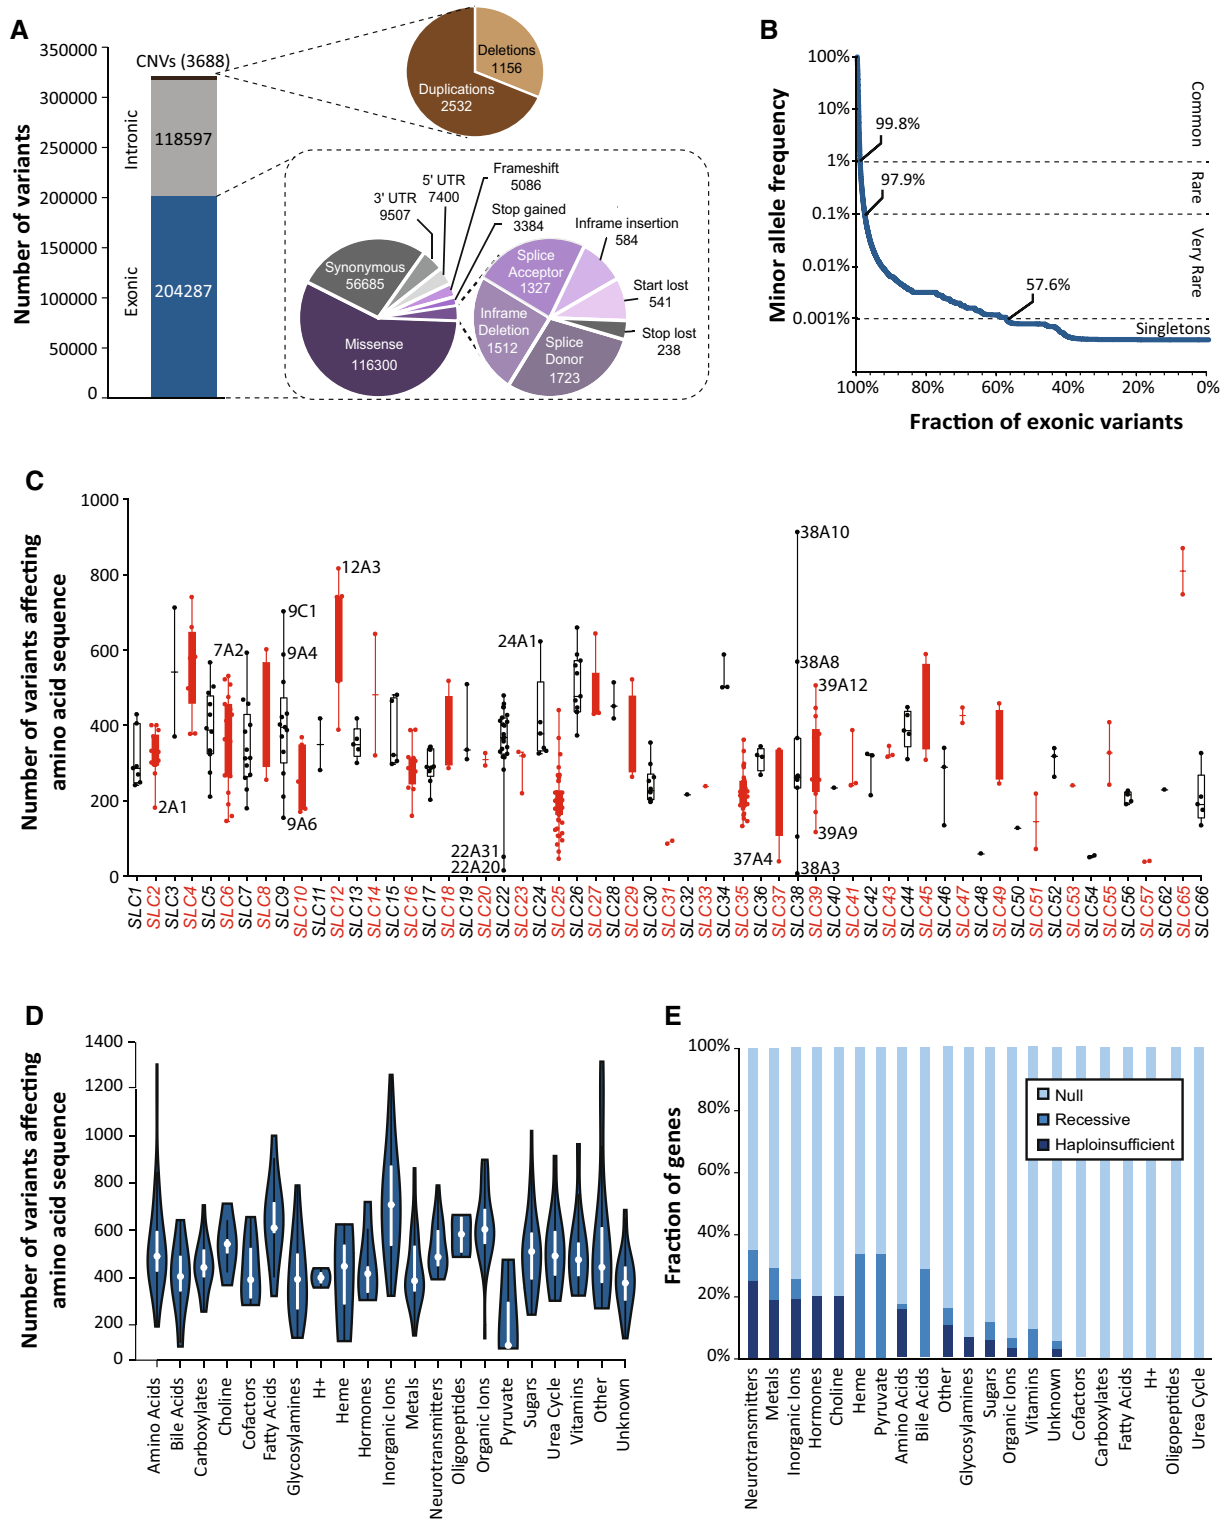 A
Number of variants
350000
300000
250000
200000
150000
100000
50000
0
CNVs (3688)
Intronic
118597
Exonic
204287
Deletions
1156
Duplications
2532
3' UTR
9507
5' UTR
7400
Frameshift
5086
Stop gained
3384
Synonymous
56685
Missense
116300
Splice
Acceptor
1327
Inframe insertion
584
Start lost
541
Stop lost
238
Splice
Donor
1723
Inframe
Deletion
1512
B
Minor allele frequency
100%
10%
1%
0.1%
0.01%
0.001%
99.8%
97.9%
57.6%
Common
Rare
Very Rare
Singletons
100%
80%
60%
40%
20%
0%
Fraction of exonic variants
C
Number of variants affecting
amino acid sequence
1000
800
600
400
200
0
2A1
7A2
9C1
9A4
9A6
12A3
22A31
22A20
24A1
37A4
38A10
38A8
38A3
39A12
39A9
SLC1
SLC2
SLC3
SLC4
SLC5
SLC6
SLC7
SLC8
SLC9
SLC10
SLC11
SLC12
SLC13
SLC14
SLC15
SLC16
SLC17
SLC18
SLC19
SLC20
SLC22
SLC23
SLC24
SLC25
SLC26
SLC27
SLC28
SLC29
SLC30
SLC31
SLC32
SLC33
SLC34
SLC35
SLC36
SLC37
SLC38
SLC39
SLC40
SLC41
SLC42
SLC43
SLC44
SLC45
SLC46
SLC47
SLC48
SLC49
SLC50
SLC51
SLC52
SLC53
SLC54
SLC55
SLC56
SLC57
SLC62
SLC65
SLC66
D
Number of variants affecting
amino acid sequence
1400
1200
1000
800
600
400
200
0
Amino Acids
Bile Acids
Carboxylates
Choline
Cofactors
Fatty Acids
Glycosylamines
H+
Heme
Hormones
Inorganic Ions
Metals
Neurotransmitters
Oligopeptides
Organic Ions
Pyruvate
Sugars
Urea Cycle
Vitamins
Other
Unknown
E
Fraction of genes
100%
80%
60%
40%
20%
0%
Null
Recessive
Haploinsufficient
Neurotransmitters
Metals
Inorganic Ions
Hormones
Choline
Heme
Pyruvate
Amino Acids
Bile Acids
Other
Glycosylamines
Sugars
Organic Ions
Vitamins
Unknown
Cofactors
Carboxylates
Fatty Acids
H+
Oligopeptides
Urea Cycle